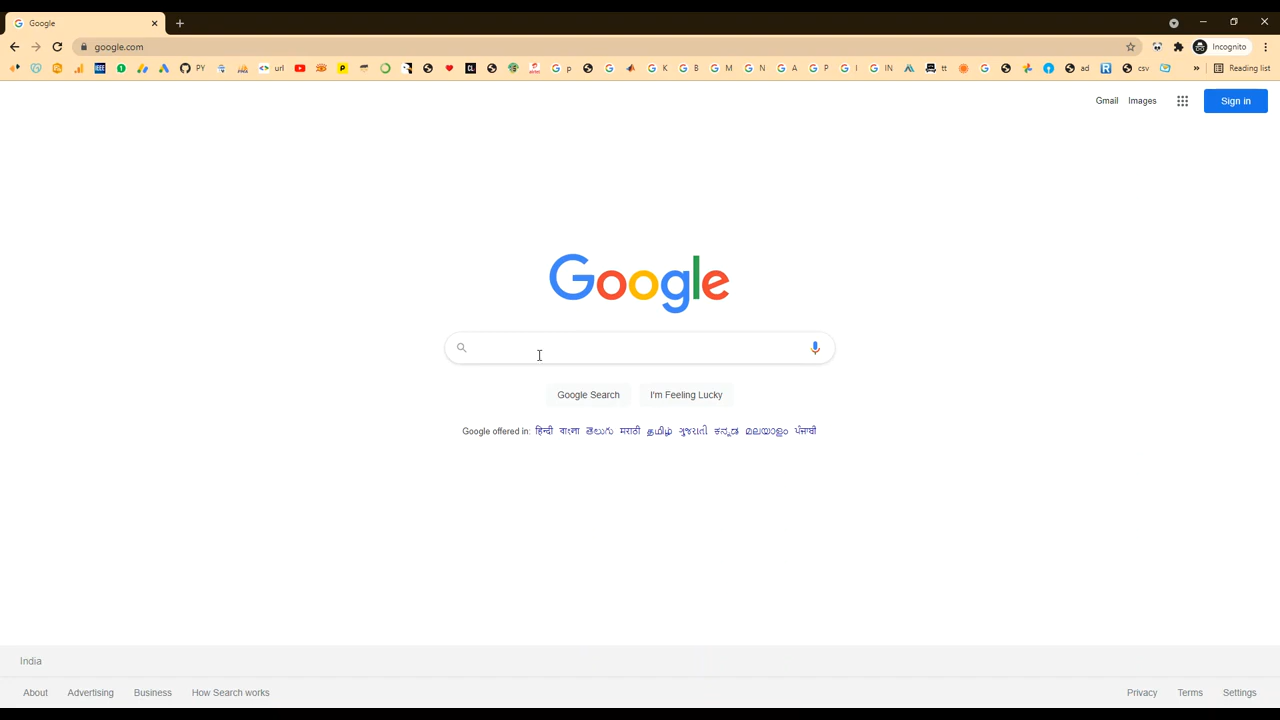 Google
google.com
Incognito
PY url p K B M N A P I IN tt ad csv Reading list
Gmail Images Sign in
Google
Google Search I'm Feeling Lucky
Google offered in: हिन्दी বাংলা తెలుగు मराठी தமிழ் ગુજરાતી ಕನ್ನಡ മലയാളം ਪੰਜਾਬੀ
India
About Advertising Business How Search works Privacy Terms Settings